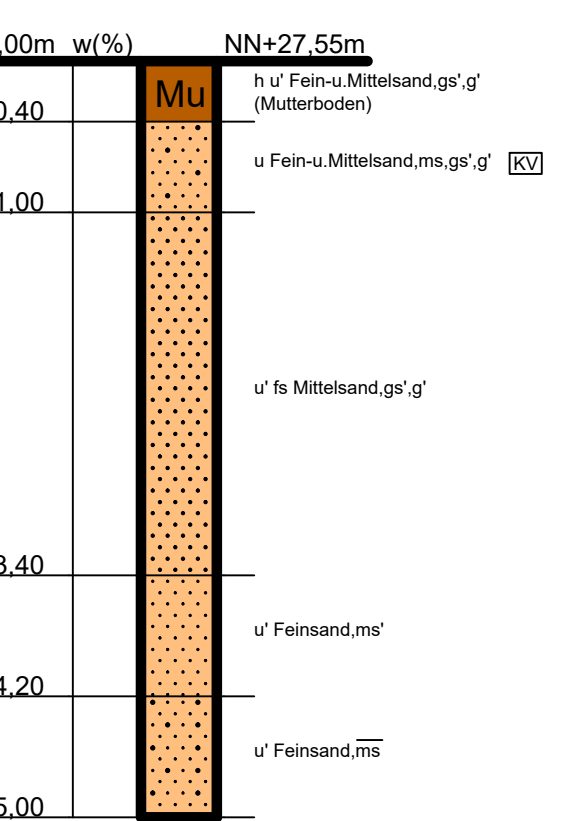 ,00m w(%) NN+27,55m
h u' Fein-u.Mittelsand,gs',g'
Mu
(Mutterboden)
0,40
u Fein-u.Mittelsand,ms,gs',g' KV
1,00
u' fs Mittelsand,gs',g'
3,40
u' Feinsand,ms'
4,20
u' Feinsand,m̅s̅
5,00